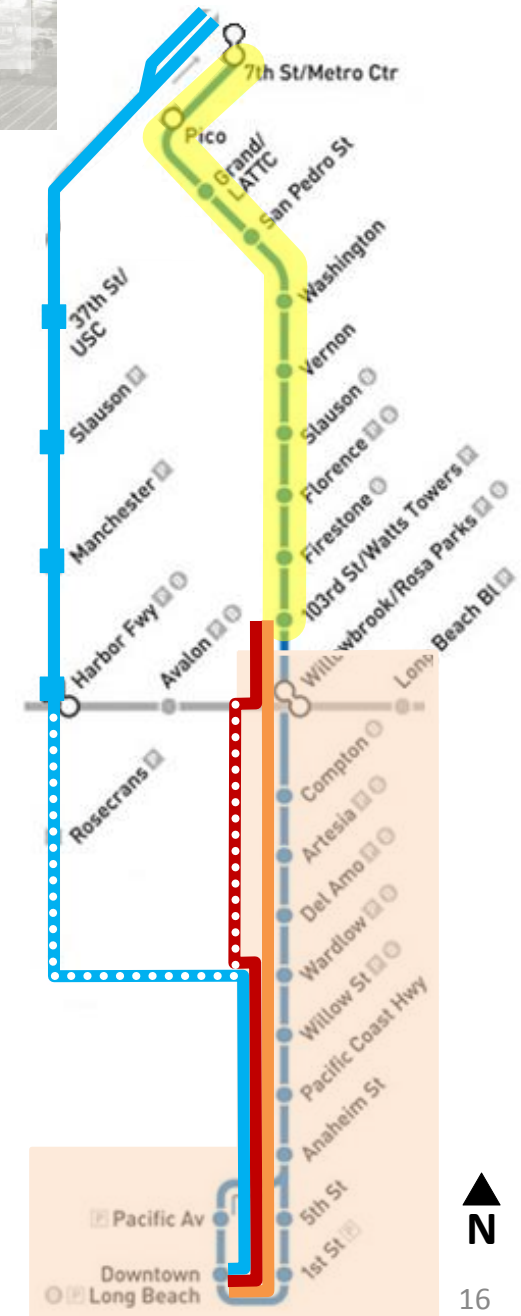 7th St/Metro Ctr
Pico
Grand/
LATTC
San Pedro St
Washington
37th St/
USC
Vernon
Slauson P
Slauson
Florence P
Manchester P
Firestone
103rd St/Watts Towers P
Harbor Fwy P
Avalon P
Willowbrook/Rosa Parks P
Long Beach Bl P
Rosecrans P
Compton
Artesia P
Del Amo P
Wardlow P
Willow St P
Pacific Coast Hwy
Anaheim St
P Pacific Av
5th St
Downtown
P Long Beach
1st St P
N
16